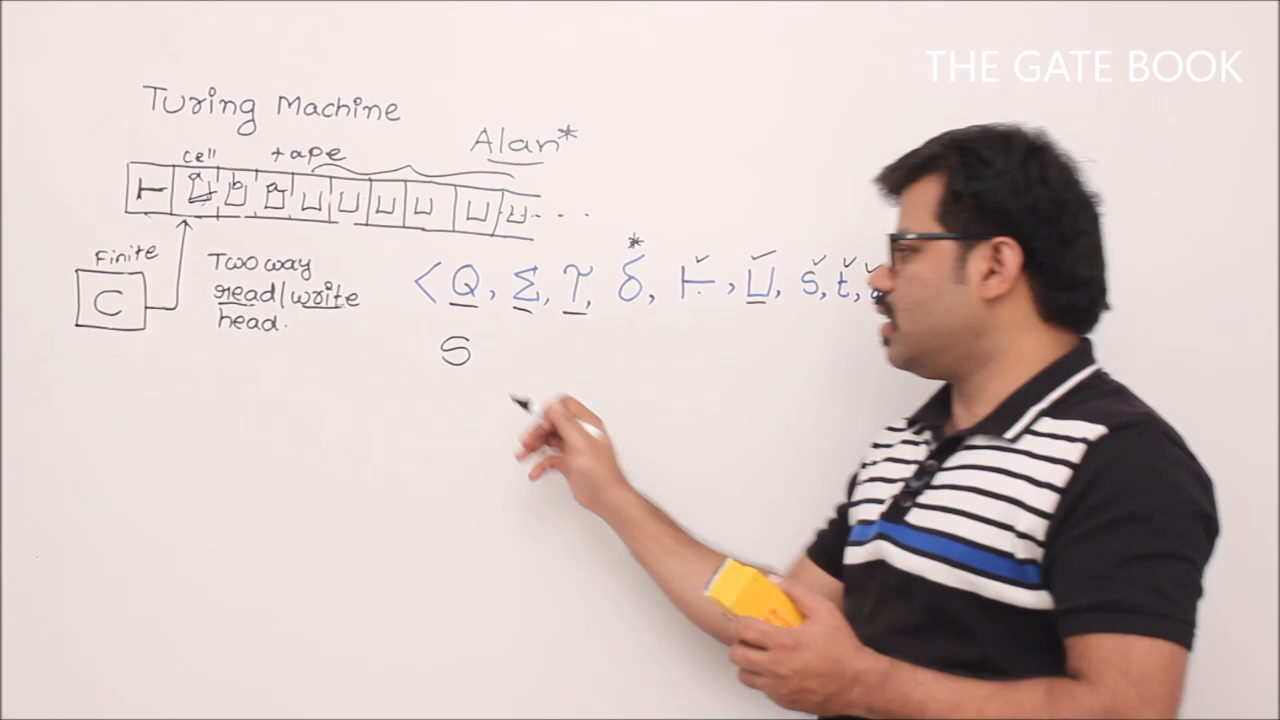 THE GATE BOOK
Turing Machine
Alan*
cell tape
⊢ a b a ⊔ ⊔ ⊔ ⊔ ⊔ ⊔ - - - -
Finite
C
Two way
read/write
head.
*
< Q, Σ, Γ, δ, ⊢, ⊔, s, t,
S